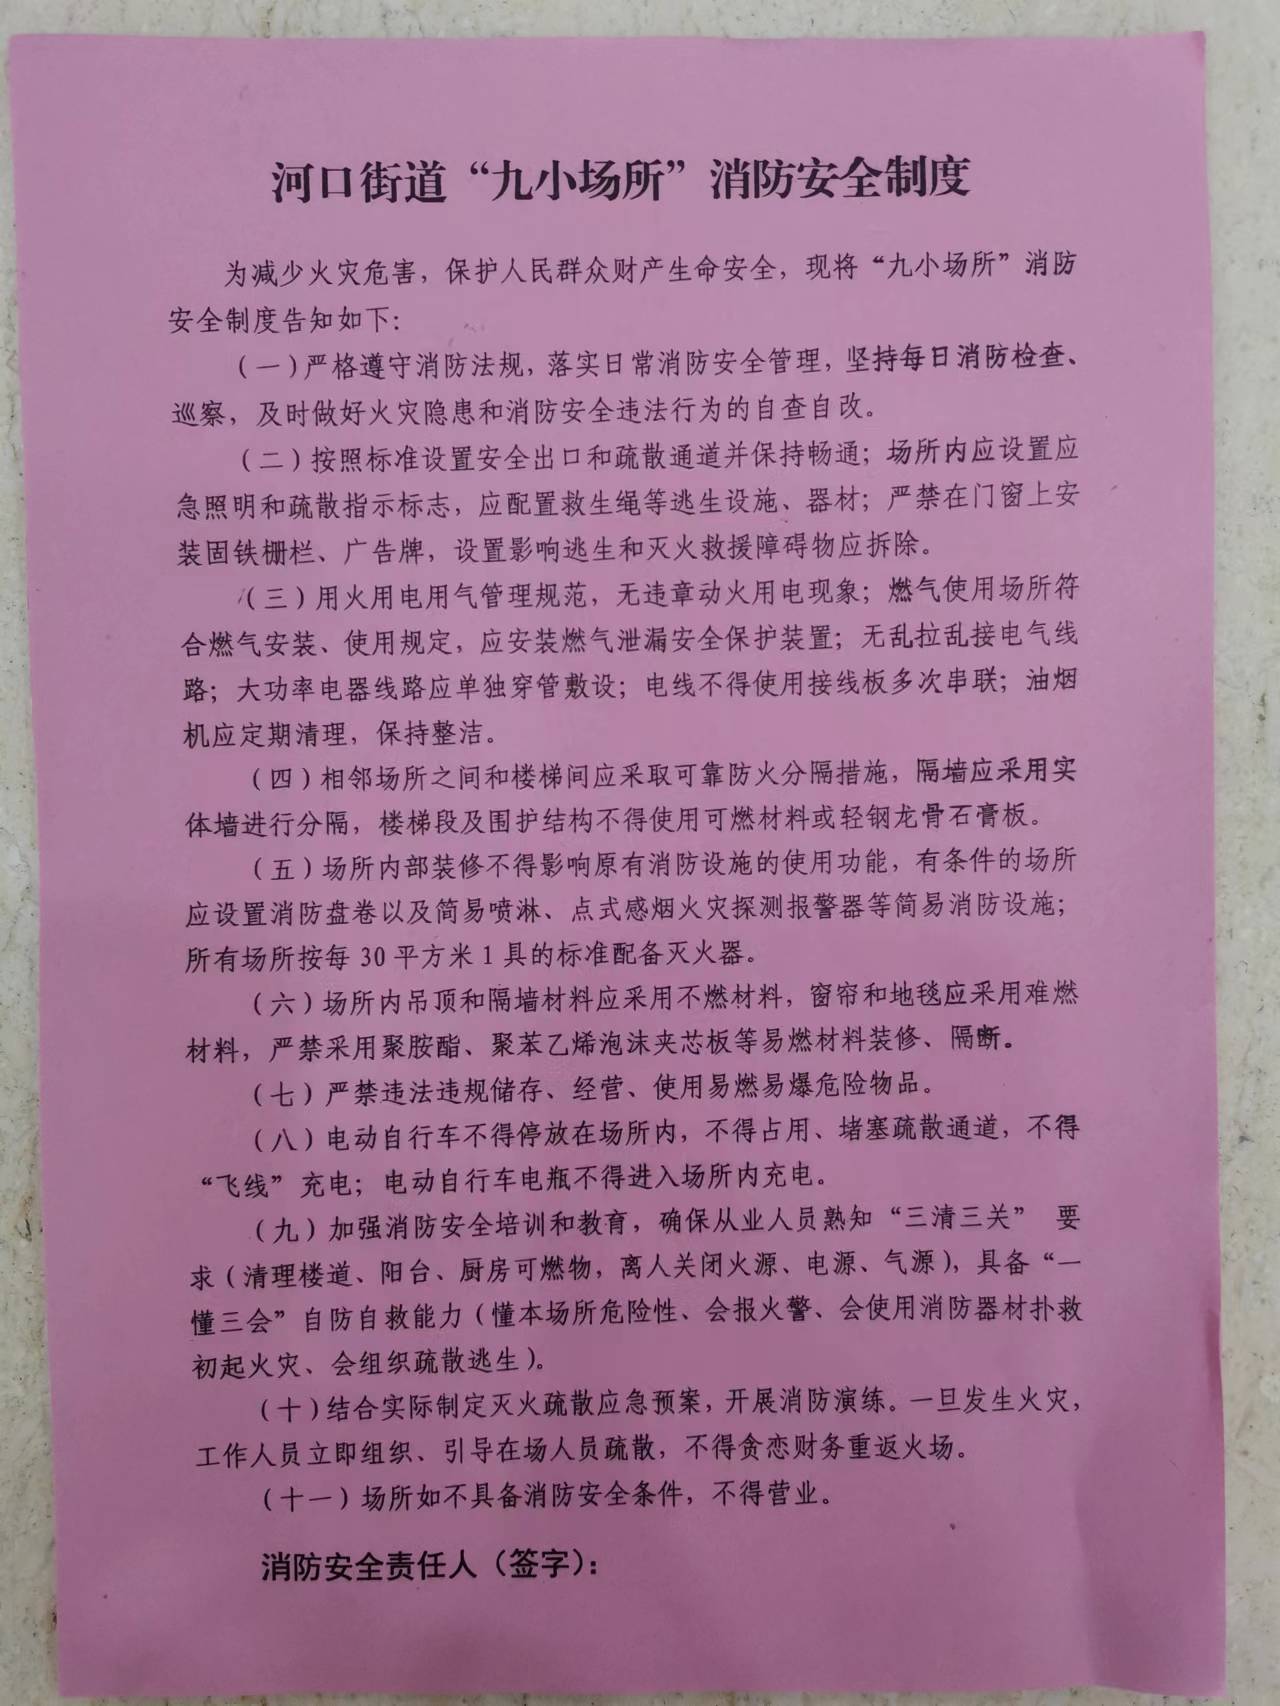 河口街道“九小场所”消防安全制度
为减少火灾危害，保护人民群众财产生命安全，现将“九小场所”消防
安全制度告知如下：
（一）严格遵守消防法规，落实日常消防安全管理，坚持每日消防检查、
巡察，及时做好火灾隐患和消防安全违法行为的自查自改。
（二）按照标准设置安全出口和疏散通道并保持畅通；场所内应设置应
急照明和疏散指示标志，应配置救生绳等逃生设施、器材；严禁在门窗上安
装固铁栅栏、广告牌，设置影响逃生和灭火救援障碍物应拆除。
（三）用火用电用气管理规范，无违章动火用电现象；燃气使用场所符
合燃气安装、使用规定，应安装燃气泄漏安全保护装置；无乱拉乱接电气线
路；大功率电器线路应单独穿管敷设；电线不得使用接线板多次串联；油烟
机应定期清理，保持整洁。
（四）相邻场所之间和楼梯间应采取可靠防火分隔措施，隔墙应采用实
体墙进行分隔，楼梯段及围护结构不得使用可燃材料或轻钢龙骨石膏板。
（五）场所内部装修不得影响原有消防设施的使用功能，有条件的场所
应设置消防盘卷以及简易喷淋、点式感烟火灾探测报警器等简易消防设施；
所有场所按每 30 平方米 1 具的标准配备灭火器。
（六）场所内吊顶和隔墙材料应采用不燃材料，窗帘和地毯应采用难燃
材料，严禁采用聚胺酯、聚苯乙烯泡沫夹芯板等易燃材料装修、隔断。
（七）严禁违法违规储存、经营、使用易燃易爆危险物品。
（八）电动自行车不得停放在场所内，不得占用、堵塞疏散通道，不得
“飞线”充电；电动自行车电瓶不得进入场所内充电。
（九）加强消防安全培训和教育，确保从业人员熟知“三清三关” 要
求（清理楼道、阳台、厨房可燃物，离人关闭火源、电源、气源），具备“一
懂三会”自防自救能力（懂本场所危险性、会报火警、会使用消防器材扑救
初起火灾、会组织疏散逃生）。
（十）结合实际制定灭火疏散应急预案，开展消防演练。一旦发生火灾，
工作人员立即组织、引导在场人员疏散，不得贪恋财务重返火场。
（十一）场所如不具备消防安全条件，不得营业。
消防安全责任人（签字）：